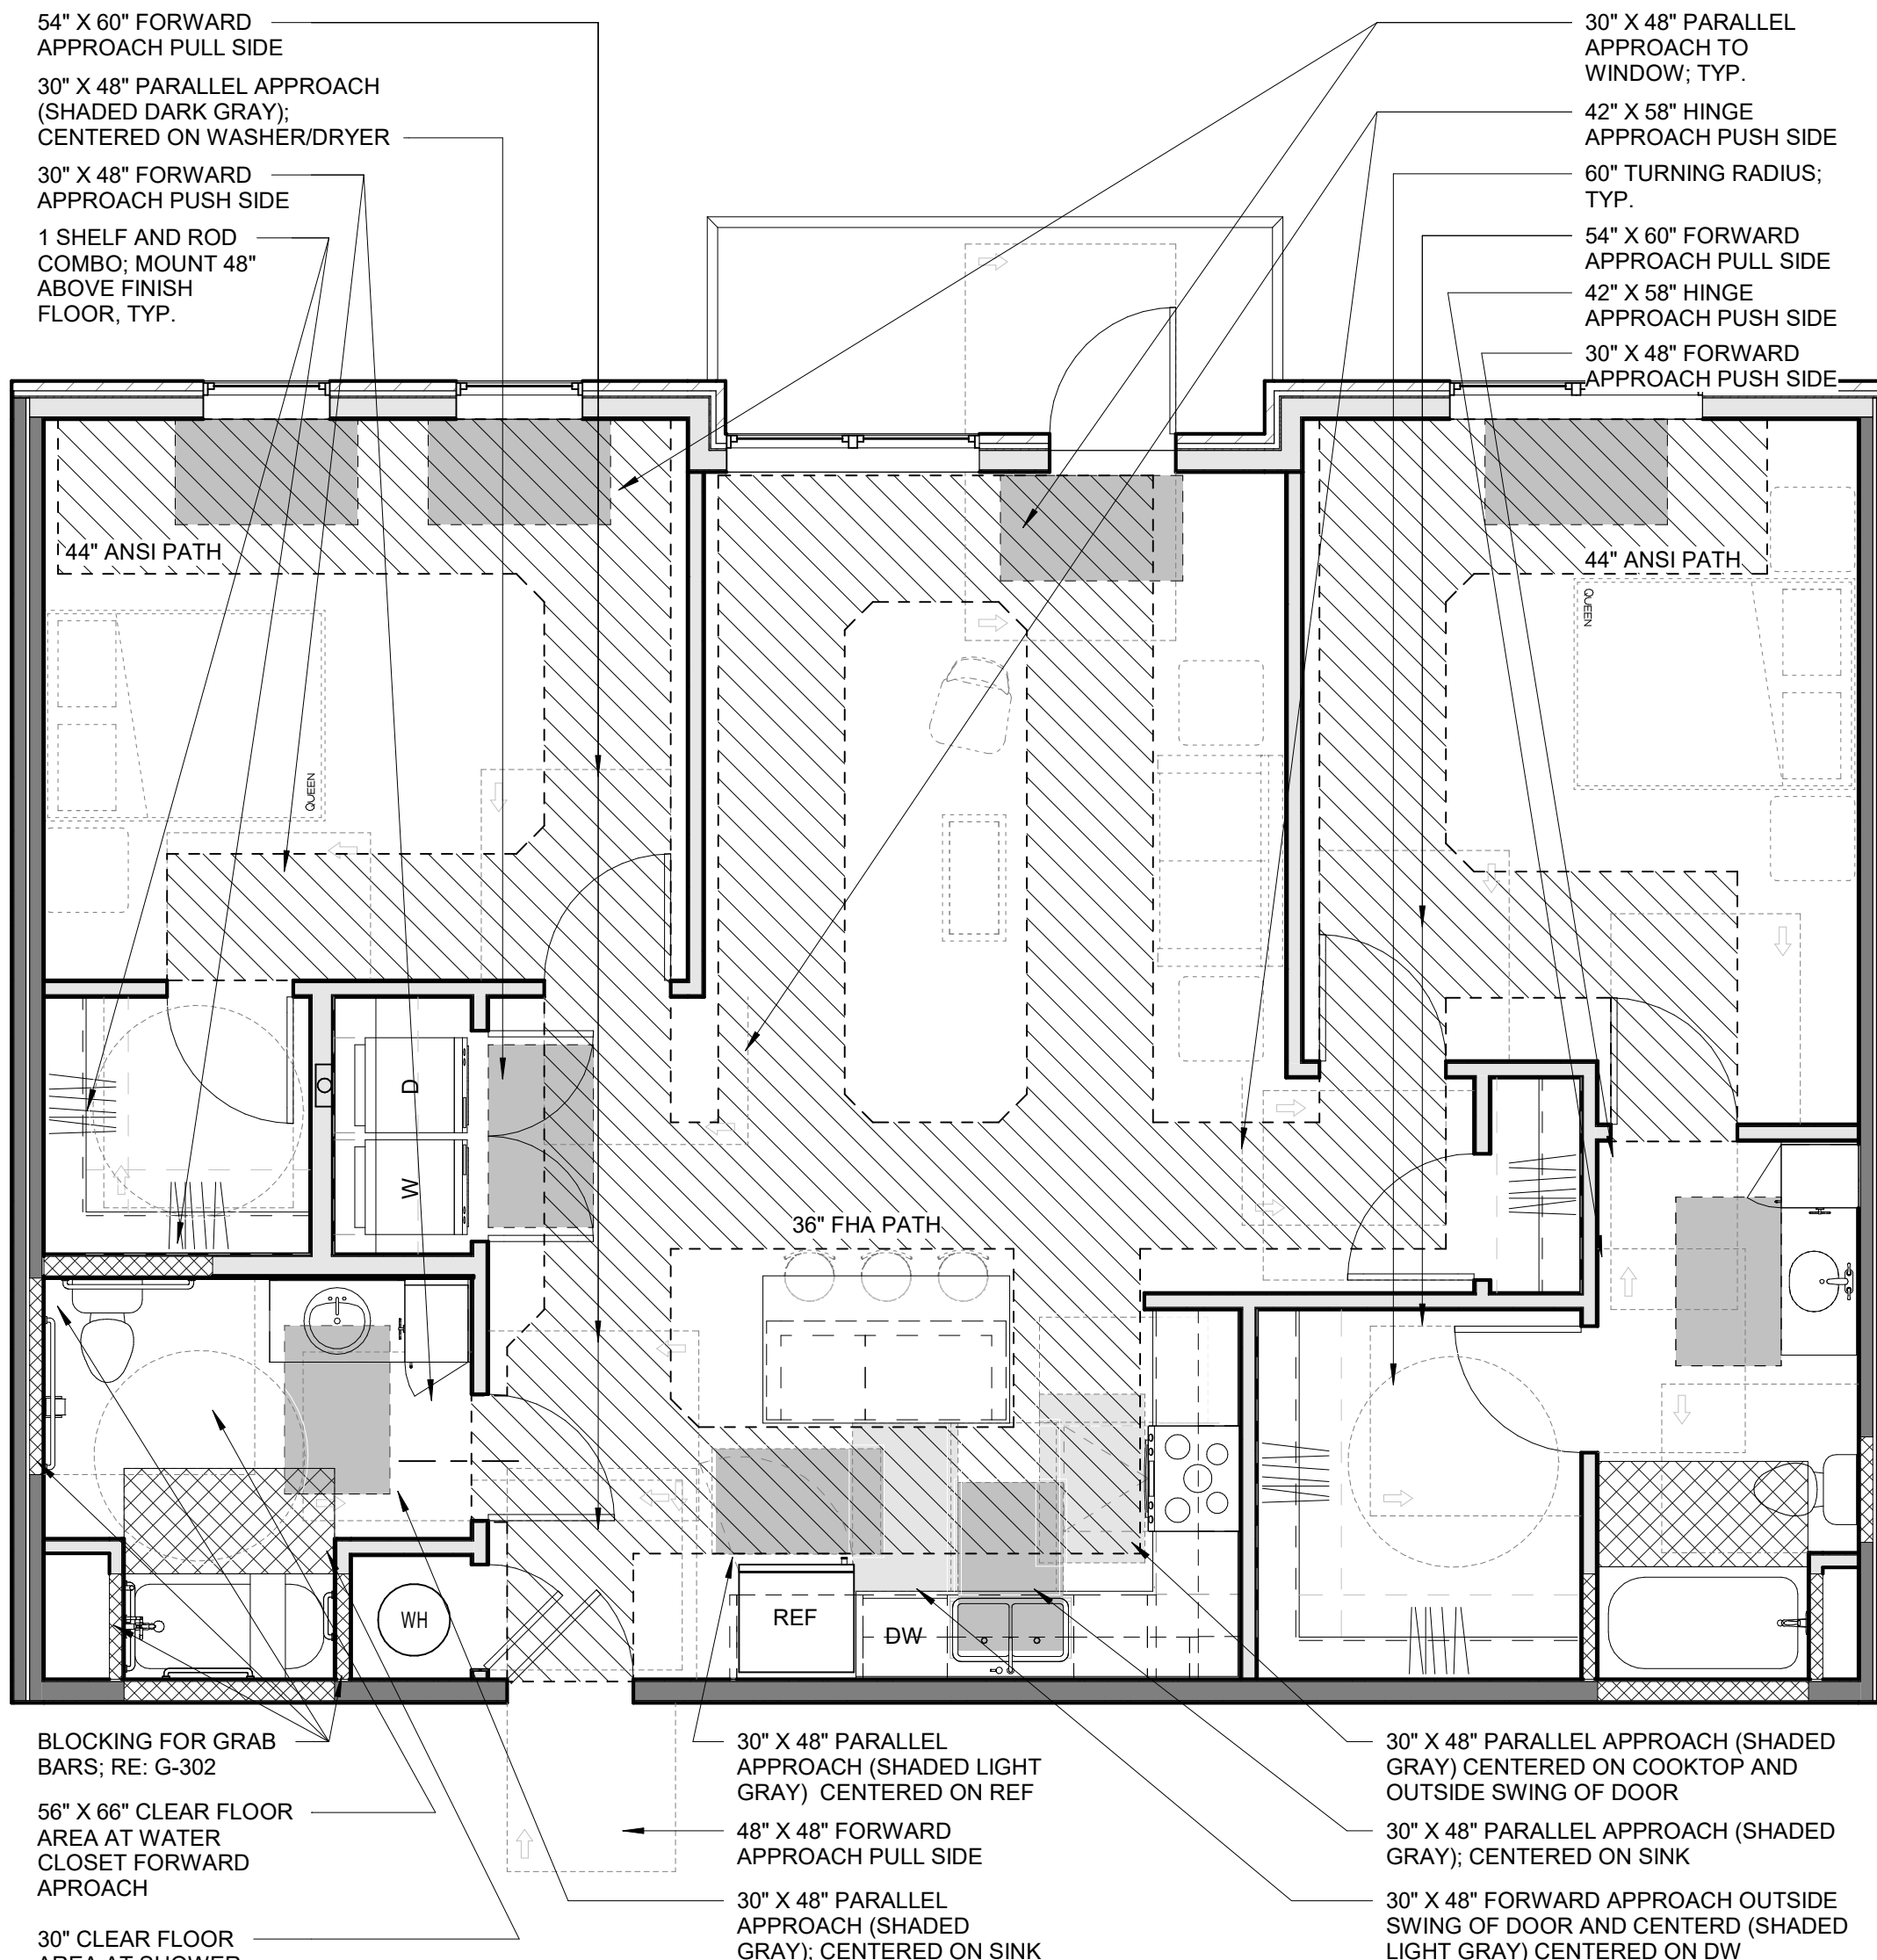 54" X 60" FORWARD
APPROACH PULL SIDE
30" X 48" PARALLEL APPROACH
(SHADED DARK GRAY);
CENTERED ON WASHER/DRYER
30" X 48" FORWARD
APPROACH PUSH SIDE
1 SHELF AND ROD
COMBO; MOUNT 48"
ABOVE FINISH
FLOOR, TYP.
30" X 48" PARALLEL
APPROACH TO
WINDOW; TYP.
42" X 58" HINGE
APPROACH PUSH SIDE
60" TURNING RADIUS;
TYP.
54" X 60" FORWARD
APPROACH PULL SIDE
42" X 58" HINGE
APPROACH PUSH SIDE
30" X 48" FORWARD
APPROACH PUSH SIDE
44" ANSI PATH
44" ANSI PATH
QUEEN
QUEEN
D
W
36" FHA PATH
WH
REF
DW
BLOCKING FOR GRAB
BARS; RE: G-302
56" X 66" CLEAR FLOOR
AREA AT WATER
CLOSET FORWARD
APROACH
30" CLEAR FLOOR
AREA AT SHOWER
30" X 48" PARALLEL
APPROACH (SHADED LIGHT
GRAY) CENTERED ON REF
48" X 48" FORWARD
APPROACH PULL SIDE
30" X 48" PARALLEL
APPROACH (SHADED
GRAY); CENTERED ON SINK
30" X 48" PARALLEL APPROACH (SHADED
GRAY) CENTERED ON COOKTOP AND
OUTSIDE SWING OF DOOR
30" X 48" PARALLEL APPROACH (SHADED
GRAY); CENTERED ON SINK
30" X 48" FORWARD APPROACH OUTSIDE
SWING OF DOOR AND CENTERD (SHADED
LIGHT GRAY) CENTERED ON DW